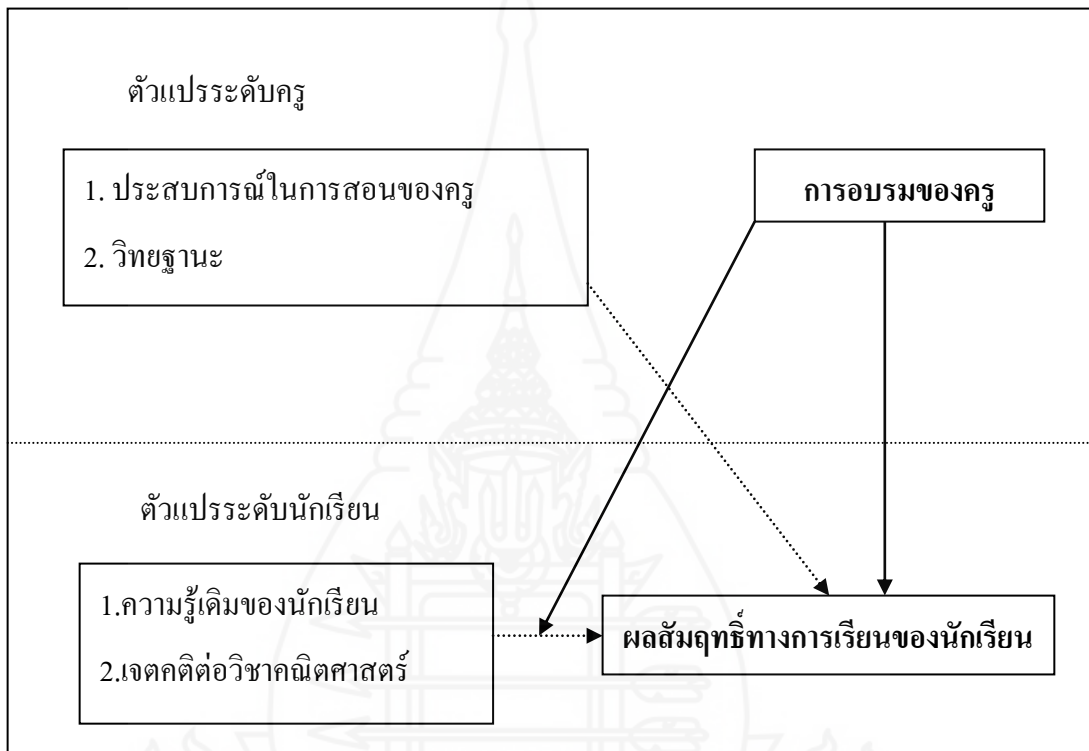 ตัวแปรระดับครู
1. ประสบการณ์ในการสอนของครู
2. วิทยฐานะ
การอบรมของครู
ตัวแปรระดับนักเรียน
1.ความรู้เดิมของนักเรียน
2.เจตคติต่อวิชาคณิตศาสตร์
ผลสัมฤทธิ์ทางการเรียนของนักเรียน